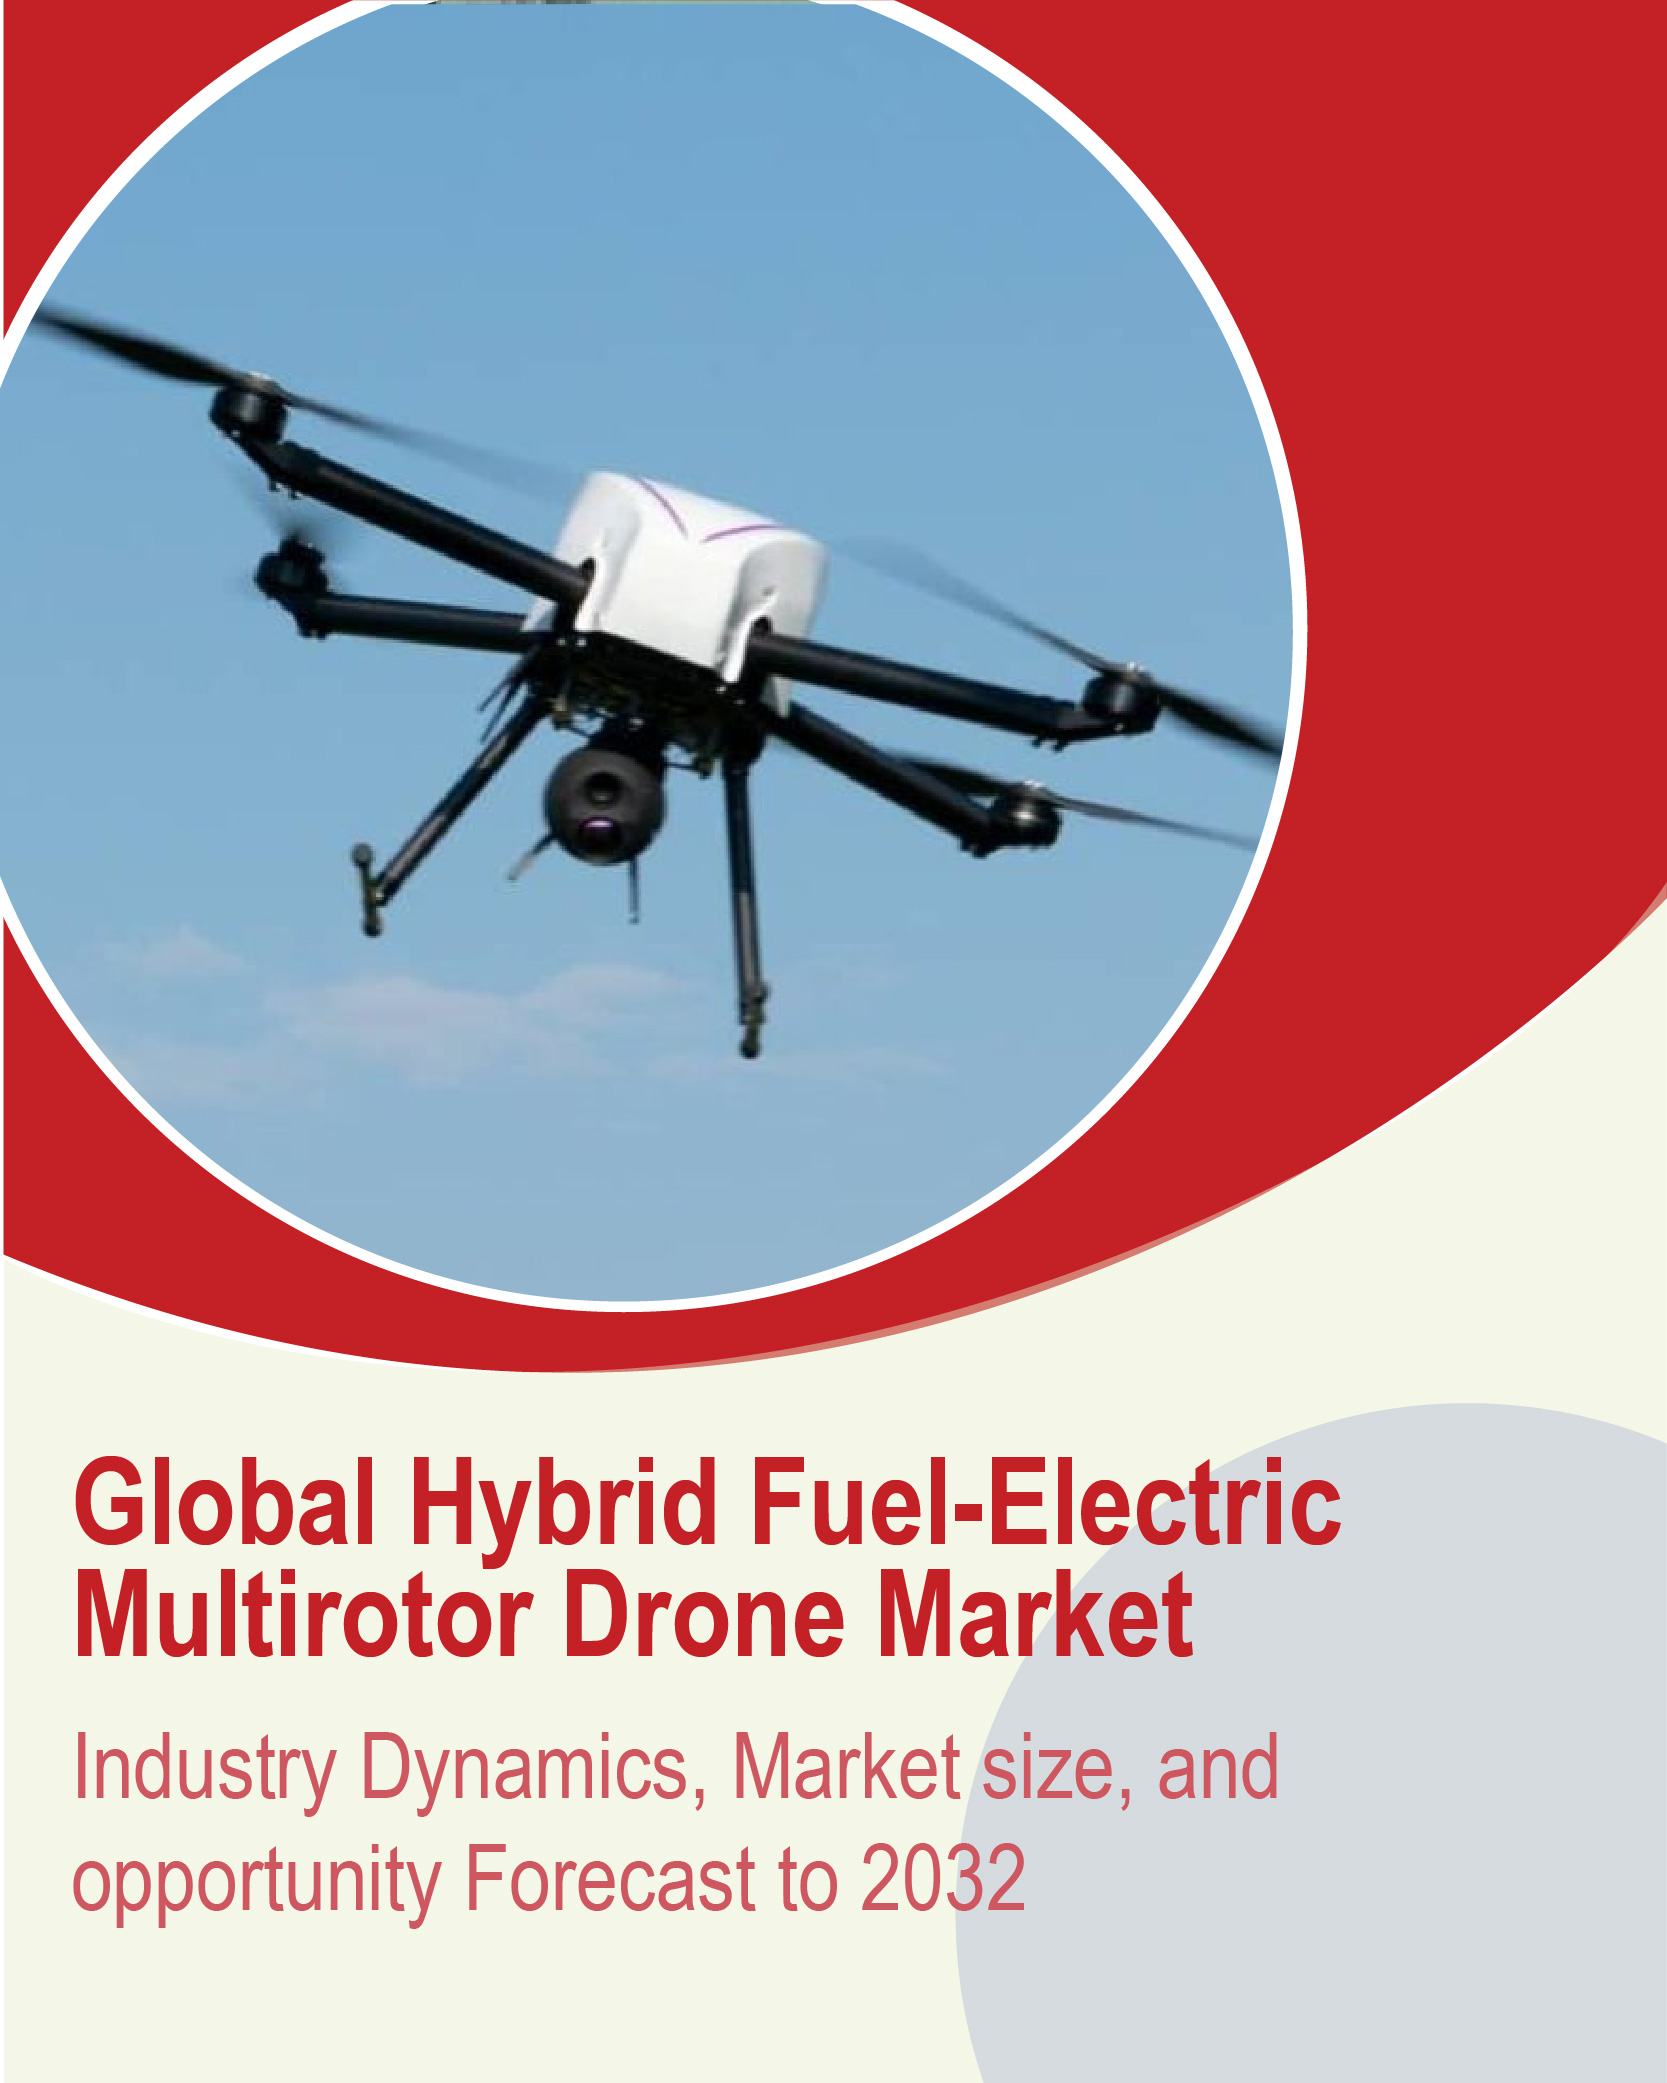 Global Hybrid Fuel-Electric
Multirotor Drone Market
Industry Dynamics, Market size, and
opportunity Forecast to 2032